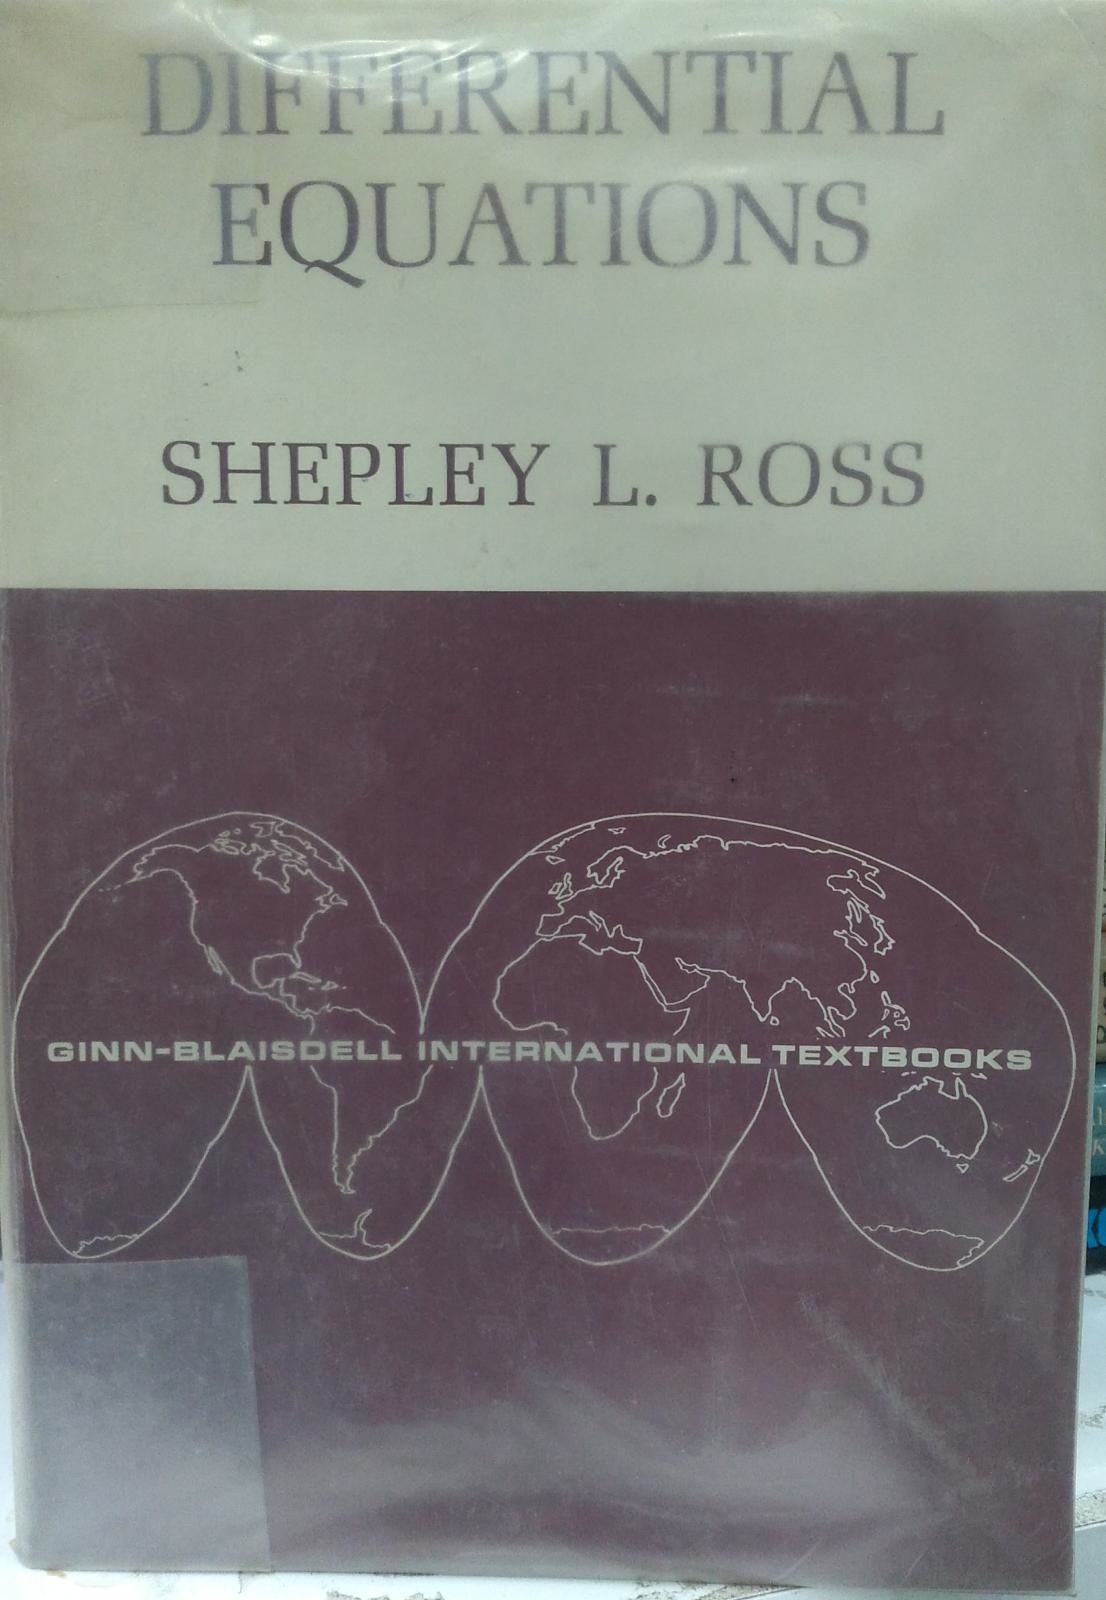 DIFFERENTIAL
EQUATIONS
SHEPLEY L. ROSS
GINN-BLAISDELL INTERNATIONAL TEXTBOOKS